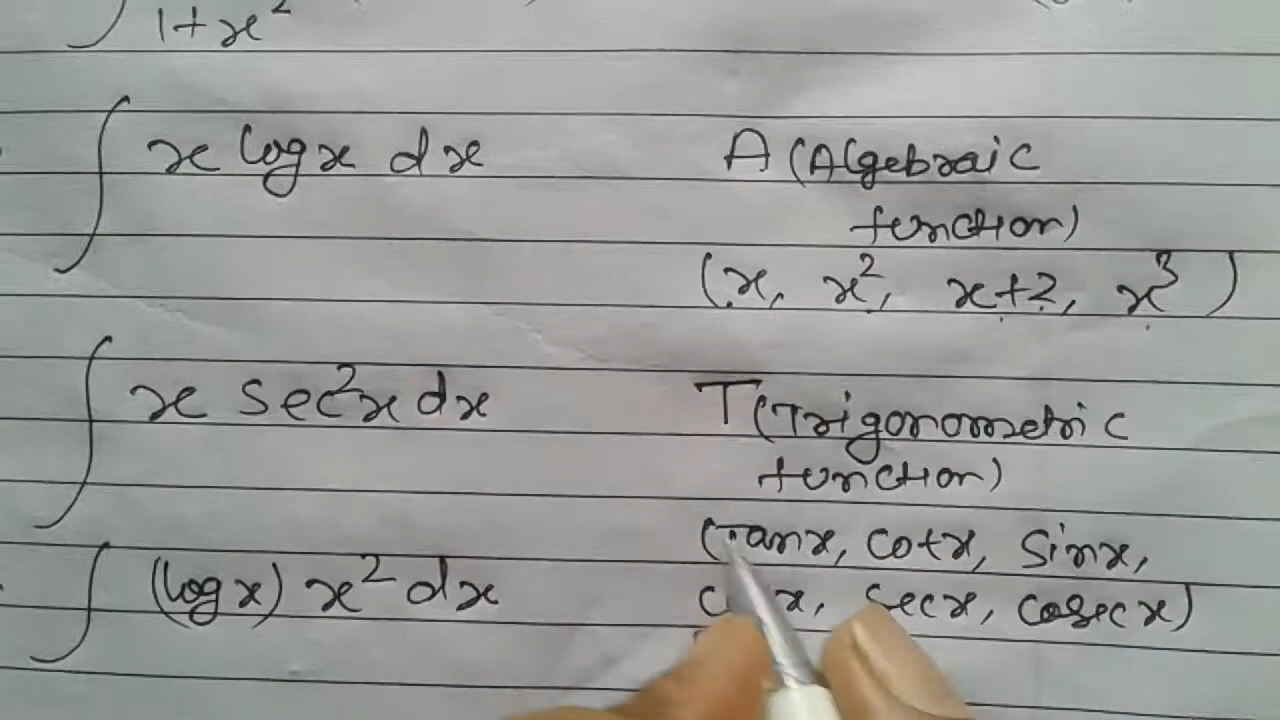 ∫ 1+x²
∫ x log x dx
A (Algebraic
function)
(x, x², x+2, x³)
∫ x sec²x dx
T (Trigonometric
function)
(Tanx, cotx, Sinx,
secx, cosecx)
∫ (log x) x² dx